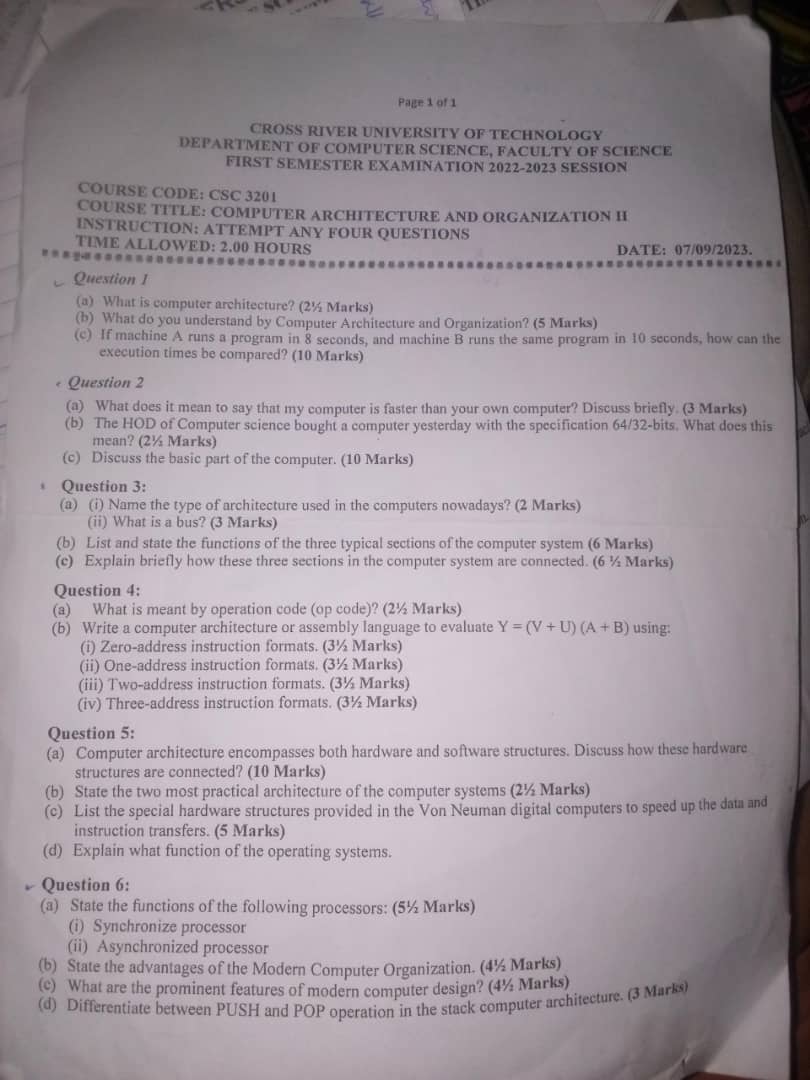 Page 1 of 1
CROSS RIVER UNIVERSITY OF TECHNOLOGY
DEPARTMENT OF COMPUTER SCIENCE, FACULTY OF SCIENCE
FIRST SEMESTER EXAMINATION 2022-2023 SESSION
COURSE CODE: CSC 3201
COURSE TITLE: COMPUTER ARCHITECTURE AND ORGANIZATION II
INSTRUCTION: ATTEMPT ANY FOUR QUESTIONS
TIME ALLOWED: 2.00 HOURS DATE: 07/09/2023.
Question 1
(a) What is computer architecture? (2½ Marks)
(b) What do you understand by Computer Architecture and Organization? (5 Marks)
(c) If machine A runs a program in 8 seconds, and machine B runs the same program in 10 seconds, how can the
execution times be compared? (10 Marks)
Question 2
(a) What does it mean to say that my computer is faster than your own computer? Discuss briefly. (3 Marks)
(b) The HOD of Computer science bought a computer yesterday with the specification 64/32-bits. What does this
mean? (2½ Marks)
(c) Discuss the basic part of the computer. (10 Marks)
Question 3:
(a) (i) Name the type of architecture used in the computers nowadays? (2 Marks)
(ii) What is a bus? (3 Marks)
(b) List and state the functions of the three typical sections of the computer system (6 Marks)
(c) Explain briefly how these three sections in the computer system are connected. (6 ½ Marks)
Question 4:
(a) What is meant by operation code (op code)? (2½ Marks)
(b) Write a computer architecture or assembly language to evaluate Y = (V + U) (A + B) using:
(i) Zero-address instruction formats. (3½ Marks)
(ii) One-address instruction formats. (3½ Marks)
(iii) Two-address instruction formats. (3½ Marks)
(iv) Three-address instruction formats. (3½ Marks)
Question 5:
(a) Computer architecture encompasses both hardware and software structures. Discuss how these hardware
structures are connected? (10 Marks)
(b) State the two most practical architecture of the computer systems (2½ Marks)
(c) List the special hardware structures provided in the Von Neuman digital computers to speed up the data and
instruction transfers. (5 Marks)
(d) Explain what function of the operating systems.
Question 6:
(a) State the functions of the following processors: (5½ Marks)
(i) Synchronize processor
(ii) Asynchronized processor
(b) State the advantages of the Modern Computer Organization. (4½ Marks)
(c) What are the prominent features of modern computer design? (4½ Marks)
(d) Differentiate between PUSH and POP operation in the stack computer architecture. (3 Marks)